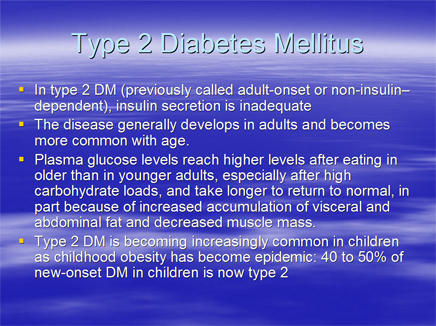 Type 2 Diabetes Mellitus
In type 2 DM (previously called adult-onset or non-insulin–
dependent), insulin secretion is inadequate
The disease generally develops in adults and becomes
more common with age.
Plasma glucose levels reach higher levels after eating in
older than in younger adults, especially after high
carbohydrate loads, and take longer to return to normal, in
part because of increased accumulation of visceral and
abdominal fat and decreased muscle mass.
Type 2 DM is becoming increasingly common in children
as childhood obesity has become epidemic: 40 to 50% of
new-onset DM in children is now type 2